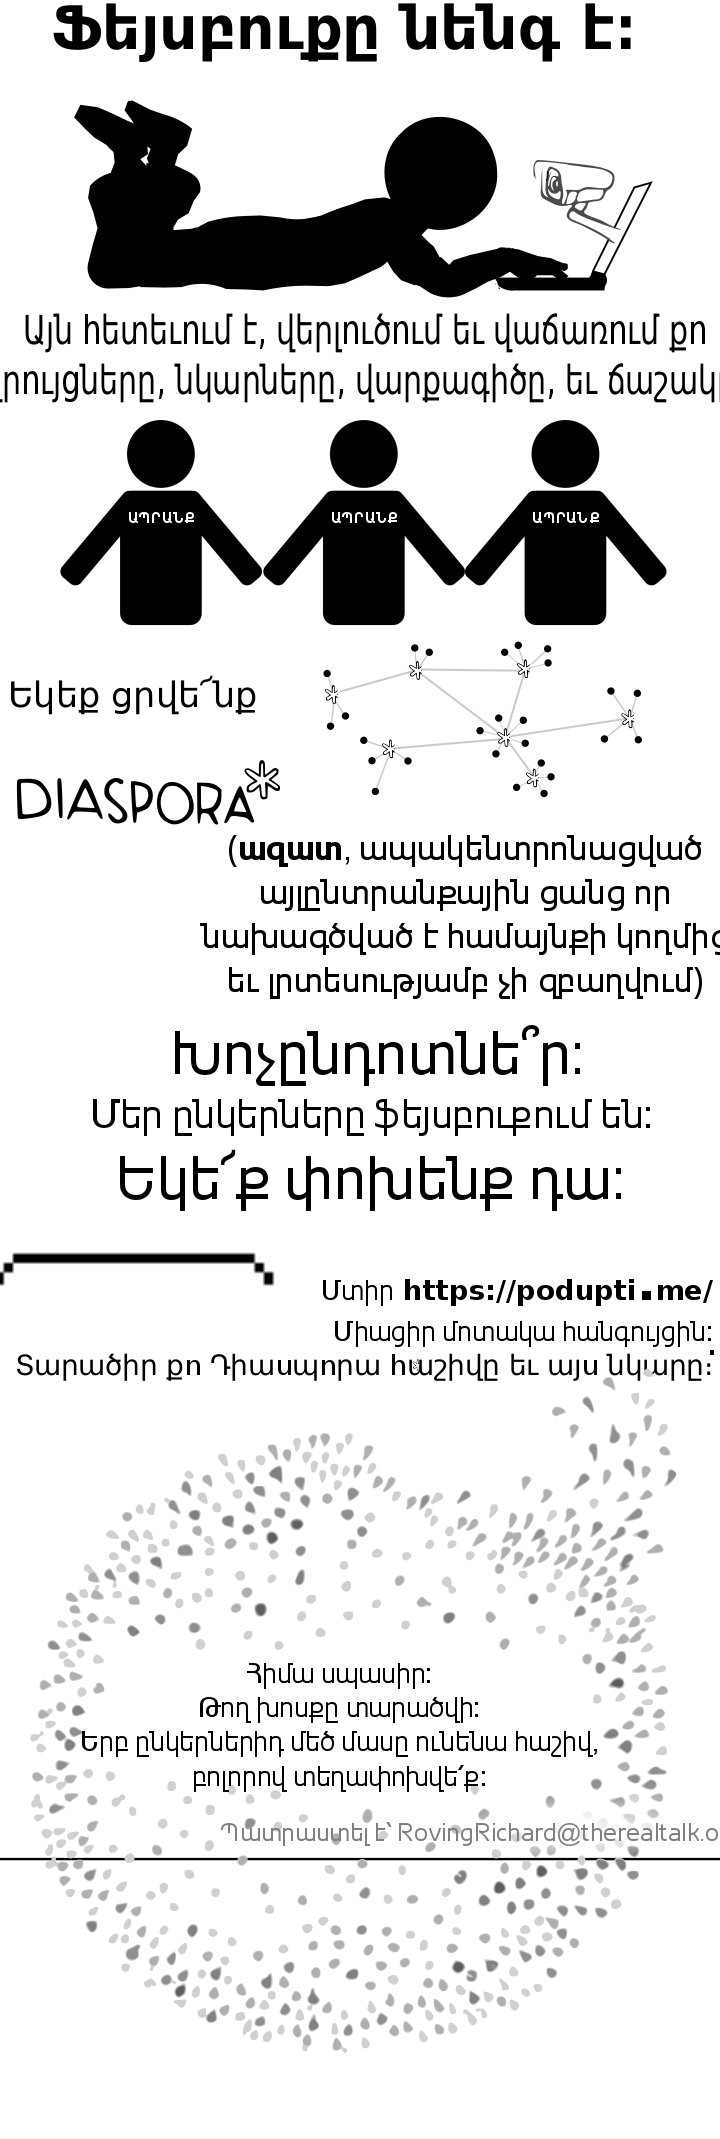 Ֆեյսբուքը նենգ է:
Այն հետեւում է, վերլուծում եւ վաճառում քո
րույցները, նկարները, վարքագիծը, եւ ճաշակ
ԱՊՐԱՆՔ ԱՊՐԱՆՔ ԱՊՐԱՆՔ
Եկեք ցրվե՜նք
DIASPORA*
(ազատ, ապակենտրոնացված
այլընտրանքային ցանց որ
նախագծված է համայնքի կողմից
եւ լրտեսությամբ չի զբաղվում)
Խոչընդոտնե՞ր:
Մեր ընկերները ֆեյսբուքում են:
Եկե՜ք փոխենք դա:
Մտիր https://podupti.me/
Միացիր մոտակա հանգույցին:
Տարածիր քո Դիասպորա հաշիվը եւ այս նկարը։
Հիմա սպասիր:
Թող խոսքը տարածվի:
Երբ ընկերներիդ մեծ մասը ունենա հաշիվ,
բոլորով տեղափոխվե՛ք:
Պատրաստել է՝ RovingRichard@therealtalk.o